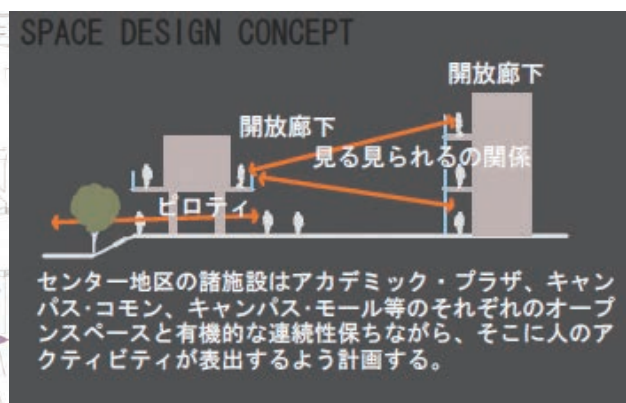 SPACE DESIGN CONCEPT
開放廊下
開放廊下
見る見られるの関係
ピロティ
センター地区の諸施設はアカデミック・プラザ、キャン
パス・コモン、キャンパス・モール等のそれぞれのオープ
ンスペースと有機的な連続性保ちながら、そこに人のア
クティビティが表出するよう計画する。